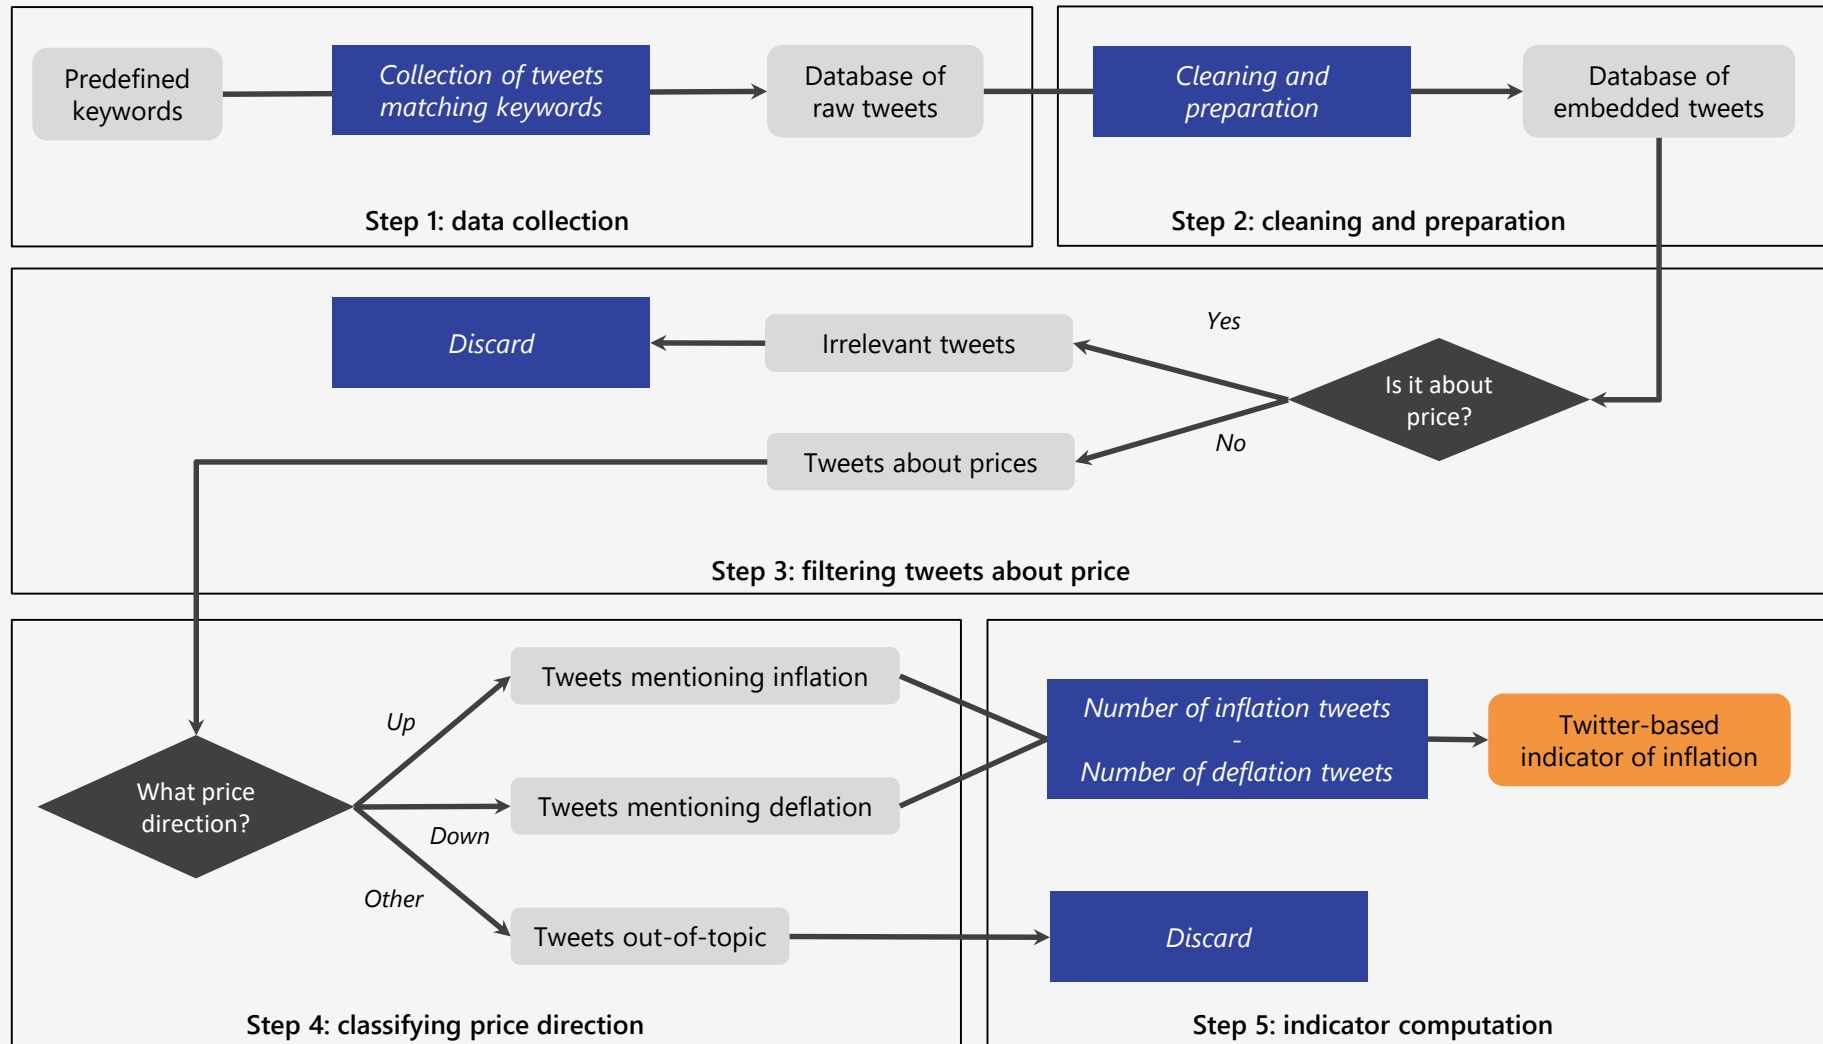 Predefined
keywords
Collection of tweets
matching keywords
Database of
raw tweets
Step 1: data collection
Cleaning and
preparation
Database of
embedded tweets
Step 2: cleaning and preparation
Discard
Irrelevant tweets
Yes
Is it about
price?
No
Tweets about prices
Step 3: filtering tweets about price
What price
direction?
Up
Tweets mentioning inflation
Down
Tweets mentioning deflation
Other
Tweets out-of-topic
Step 4: classifying price direction
Number of inflation tweets
-
Number of deflation tweets
Twitter-based
indicator of inflation
Discard
Step 5: indicator computation